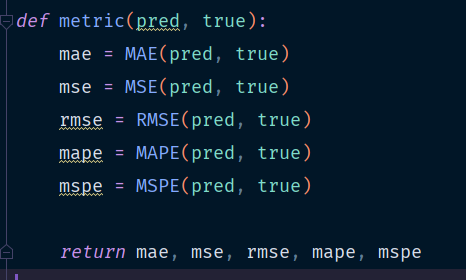 def metric(pred, true):
    mae = MAE(pred, true)
    mse = MSE(pred, true)
    rmse = RMSE(pred, true)
    mape = MAPE(pred, true)
    mspe = MSPE(pred, true)
    return mae, mse, rmse, mape, mspe